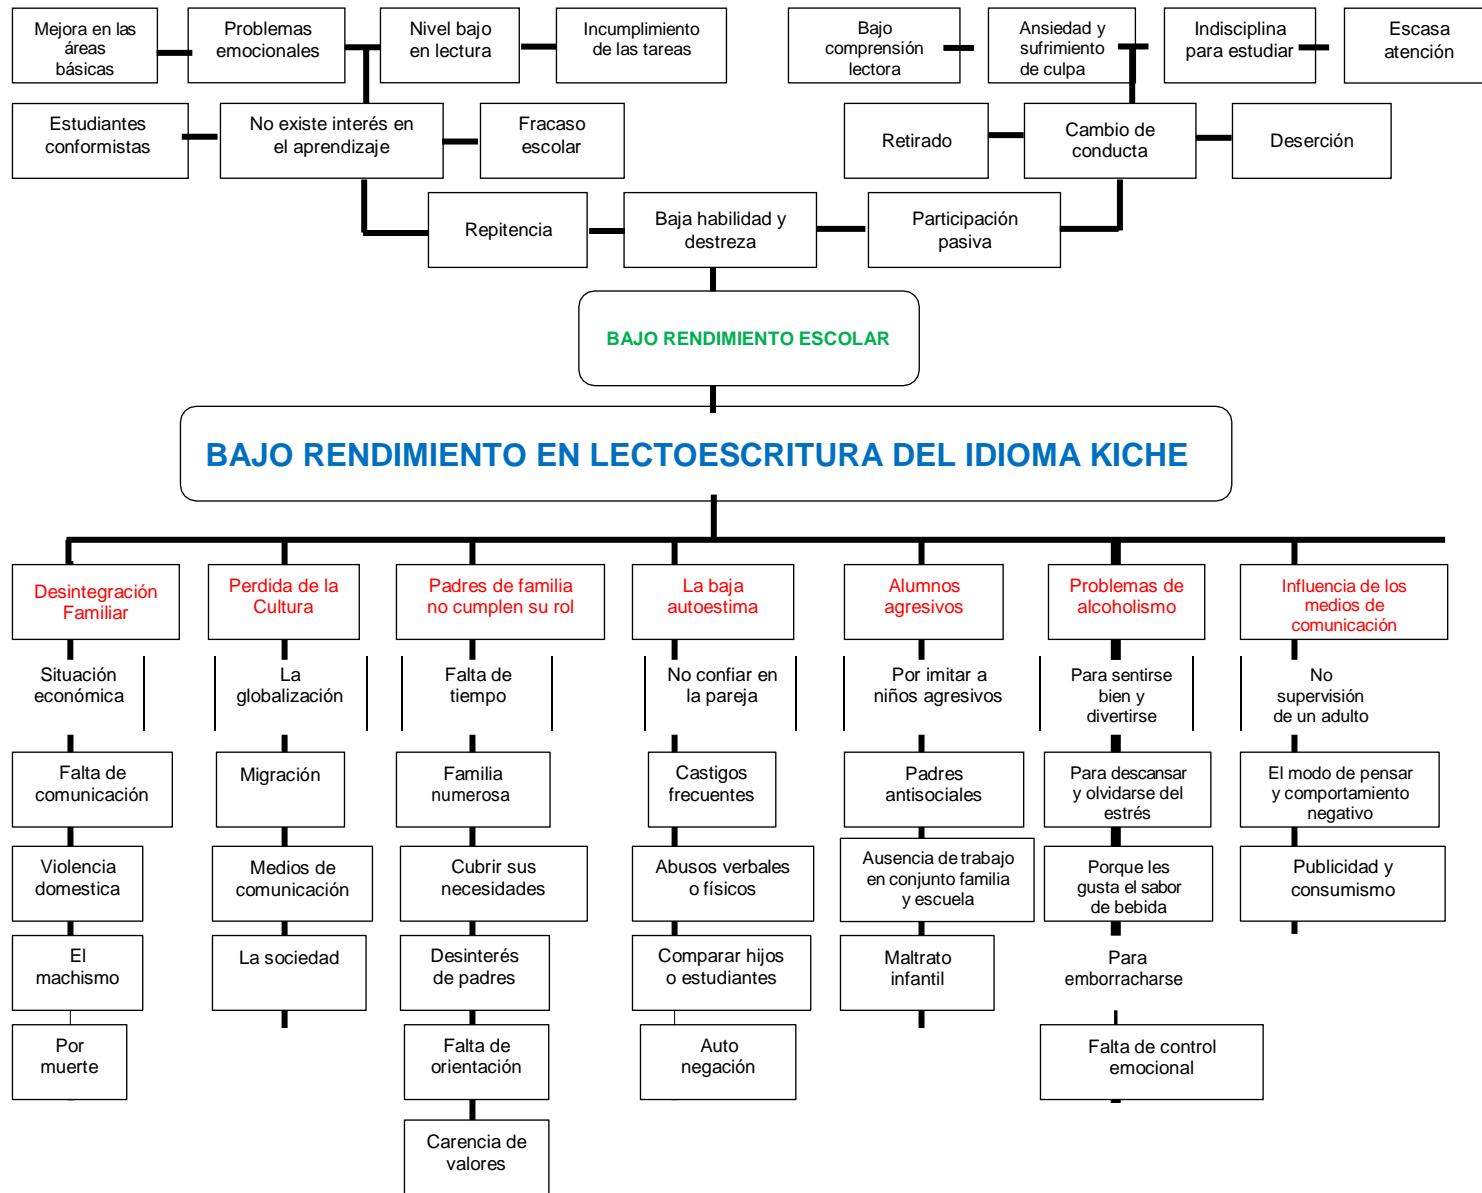 Mejora en las
áreas
básicas
Problemas
emocionales
Nivel bajo
en lectura
Incumplimiento
de las tareas
Bajo
comprensión
lectora
Ansiedad y
sufrimiento
de culpa
Indisciplina
para estudiar
Escasa
atención
Estudiantes
conformistas
No existe interés en
el aprendizaje
Fracaso
escolar
Retirado
Cambio de
conducta
Deserción
Repitencia
Baja habilidad y
destreza
Participación
pasiva
BAJO RENDIMIENTO ESCOLAR
BAJO RENDIMIENTO EN LECTOESCRITURA DEL IDIOMA KICHE
Desintegración
Familiar
Perdida de la
Cultura
Padres de familia
no cumplen su rol
La baja
autoestima
Alumnos
agresivos
Problemas de
alcoholismo
Influencia de los
medios de
comunicación
Situación
económica
La
globalización
Falta de
tiempo
No confiar en
la pareja
Por imitar a
niños agresivos
Para sentirse
bien y
divertirse
No
supervisión
de un adulto
Falta de
comunicación
Migración
Familia
numerosa
Castigos
frecuentes
Padres
antisociales
Para descansar
y olvidarse del
estrés
El modo de pensar
y comportamiento
negativo
Violencia
domestica
Medios de
comunicación
Cubrir sus
necesidades
Abusos verbales
o físicos
Ausencia de trabajo
en conjunto familia
y escuela
Porque les
gusta el sabor
de bebida
Publicidad y
consumismo
El
machismo
La sociedad
Desinterés
de padres
Comparar hijos
o estudiantes
Maltrato
infantil
Para
emborracharse
Por
muerte
Falta de
orientación
Auto
negación
Falta de control
emocional
Carencia de
valores